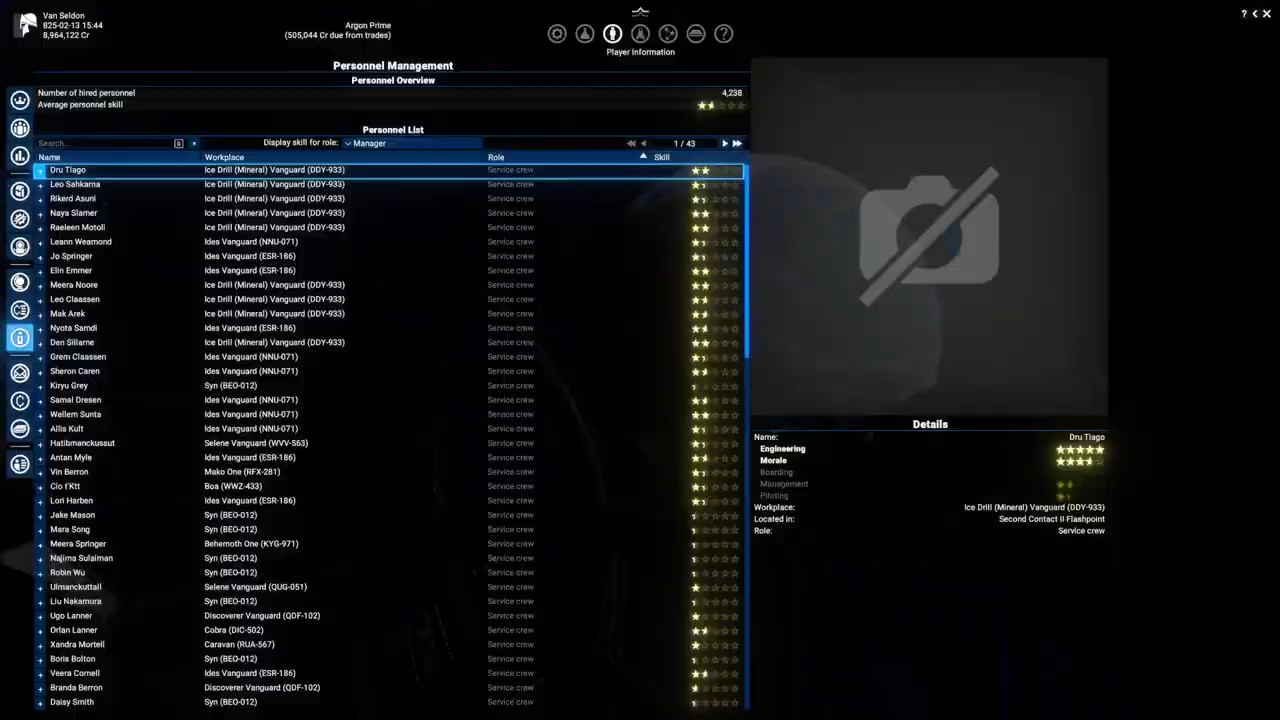 Van Seldon
825-02-13 15:44
8,964,122 Cr
Argon Prime
(505,044 Cr due from trades)
?
Player Information
? < ✕
Personnel Management
Personnel Overview
Number of hired personnel 4,238
Average personnel skill
Personnel List
Search... Display skill for role: Manager 1 / 43
Name Workplace Role Skill
Dru Tiago Ice Drill (Mineral) Vanguard (DDY-933) Service crew
Leo Sahkarna Ice Drill (Mineral) Vanguard (DDY-933) Service crew
Rikerd Asuni Ice Drill (Mineral) Vanguard (DDY-933) Service crew
Naya Slamer Ice Drill (Mineral) Vanguard (DDY-933) Service crew
Raeleen Motoli Ice Drill (Mineral) Vanguard (DDY-933) Service crew
Leann Weamond Ides Vanguard (NNU-071) Service crew
Jo Springer Ides Vanguard (ESR-186) Service crew
Elin Emmer Ides Vanguard (ESR-186) Service crew
Meera Noore Ice Drill (Mineral) Vanguard (DDY-933) Service crew
Leo Claassen Ice Drill (Mineral) Vanguard (DDY-933) Service crew
Mak Arek Ice Drill (Mineral) Vanguard (DDY-933) Service crew
Nyota Samdi Ides Vanguard (ESR-186) Service crew
Den Sillarne Ice Drill (Mineral) Vanguard (DDY-933) Service crew
Grem Claassen Ides Vanguard (NNU-071) Service crew
Sheron Caren Ides Vanguard (NNU-071) Service crew
Kiryu Grey Syn (BEO-012) Service crew
Samal Dresen Ides Vanguard (NNU-071) Service crew
Wellem Sunta Ides Vanguard (NNU-071) Service crew
Allis Kult Ides Vanguard (NNU-071) Service crew
Hatibmanckussut Selene Vanguard (WVV-563) Service crew
Antan Myle Ides Vanguard (ESR-186) Service crew
Vin Berron Mako One (RFX-281) Service crew
Cio t'Ktt Boa (WWZ-433) Service crew
Lori Harben Ides Vanguard (ESR-186) Service crew
Jake Mason Syn (BEO-012) Service crew
Mara Song Syn (BEO-012) Service crew
Meera Springer Behemoth One (KYG-971) Service crew
Najima Sulaiman Syn (BEO-012) Service crew
Robin Wu Syn (BEO-012) Service crew
Ulmanckuttall Selene Vanguard (QUG-051) Service crew
Liu Nakamura Syn (BEO-012) Service crew
Ugo Lanner Discoverer Vanguard (QDF-102) Service crew
Orlan Lanner Cobra (DIC-502) Service crew
Xandra Mortell Caravan (RUA-567) Service crew
Boris Bolton Syn (BEO-012) Service crew
Veera Cornell Ides Vanguard (ESR-186) Service crew
Branda Berron Discoverer Vanguard (QDF-102) Service crew
Daisy Smith Syn (BEO-012) Service crew
Details
Name: Dru Tiago
Engineering
Morale
Boarding
Management
Piloting
Workplace: Ice Drill (Mineral) Vanguard (DDY-933)
Located in: Second Contact II Flashpoint
Role: Service crew